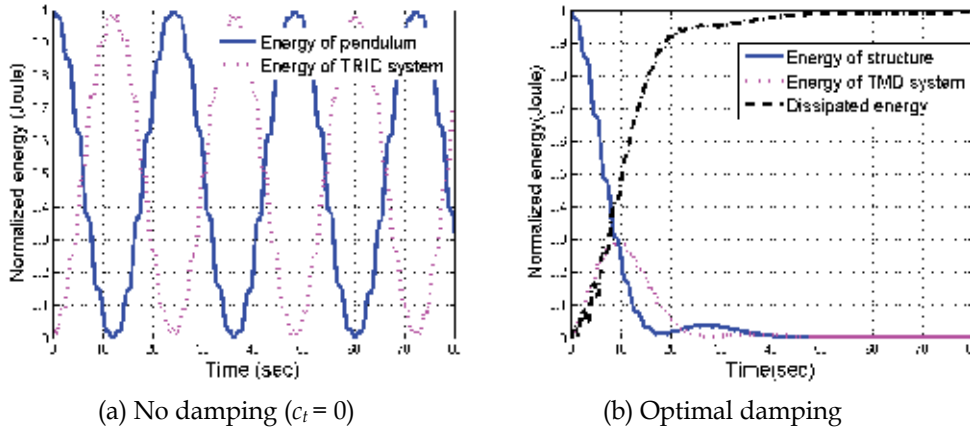 Energy of pendulum
Energy of TRIC system
Normalized energy (Joule)
Time (sec)
(a) No damping (cₜ = 0)
Energy of structure
Energy of TMD system
Dissipated energy
Normalized energy(Joule)
Time(sec)
(b) Optimal damping